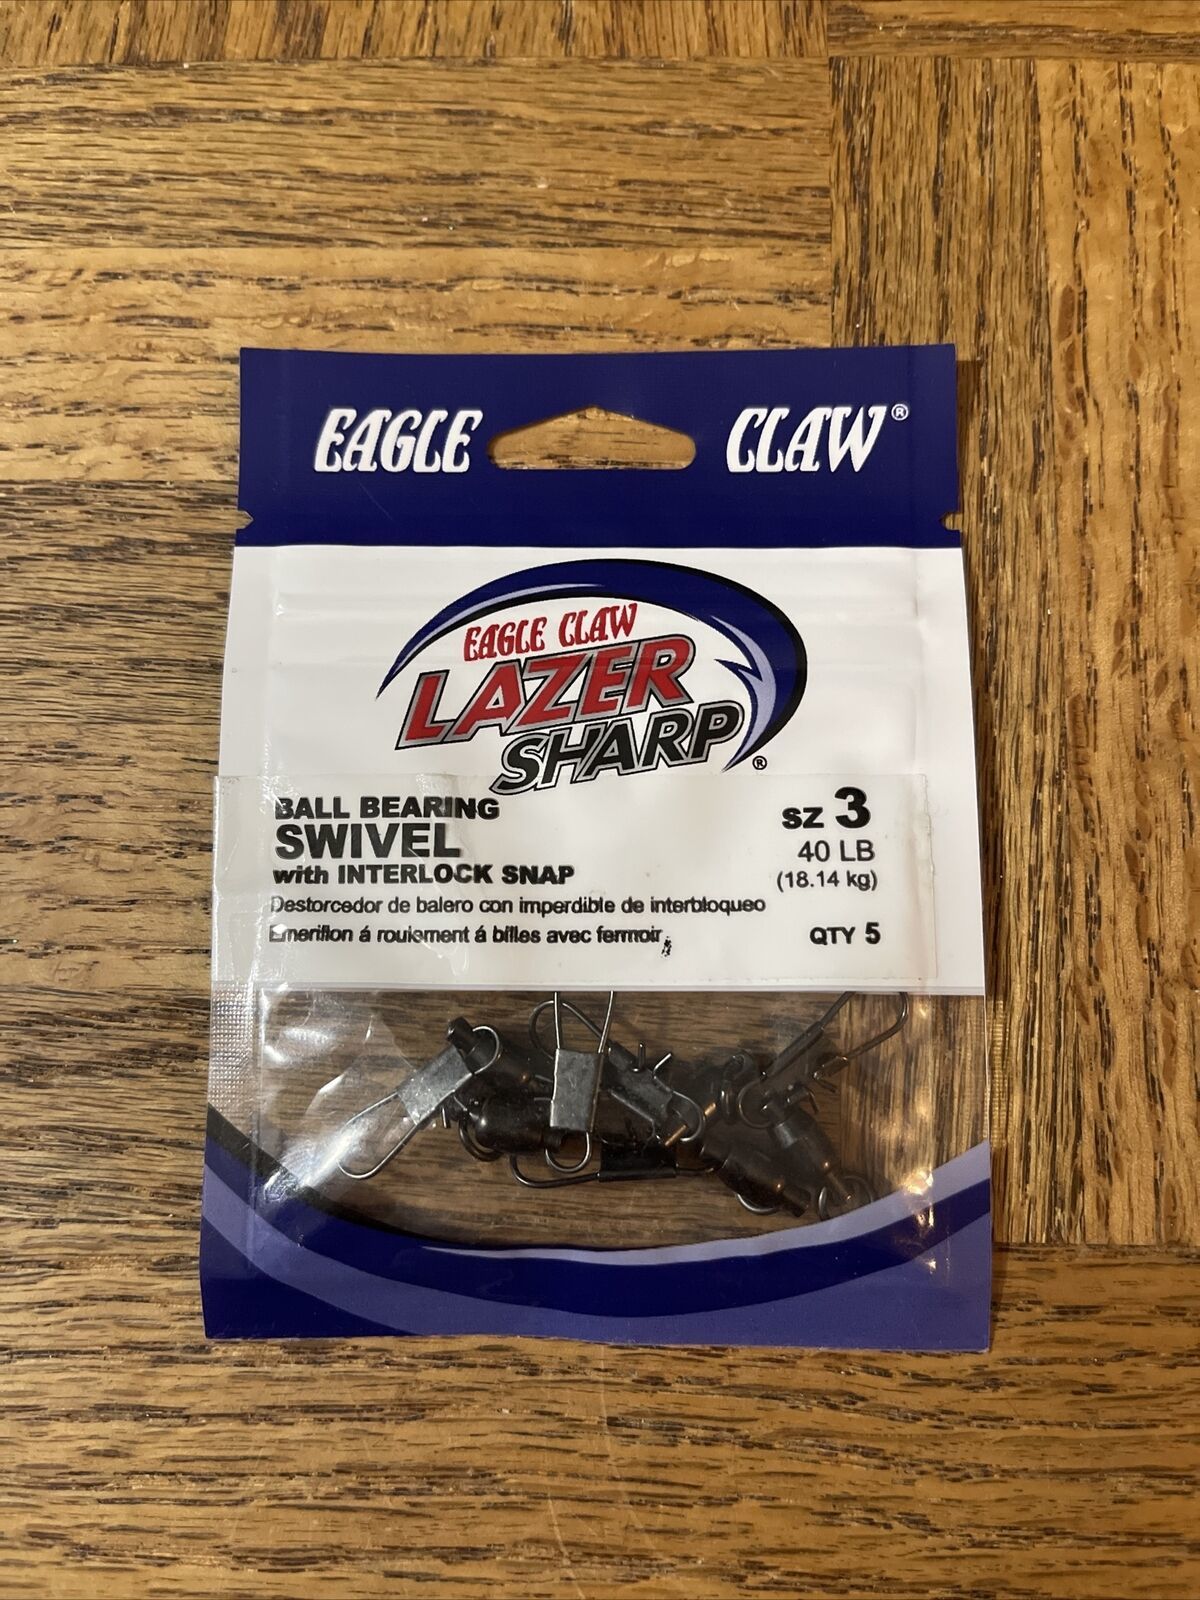 EAGLE CLAW®
EAGLE CLAW
LAZER
SHARP®
BALL BEARING
SWIVEL
with INTERLOCK SNAP
Destorcedor de balero con imperdible de interbloqueo
Émerillon á roulement á billes avec fermoir
sz 3
40 LB
(18.14 kg)
QTY 5